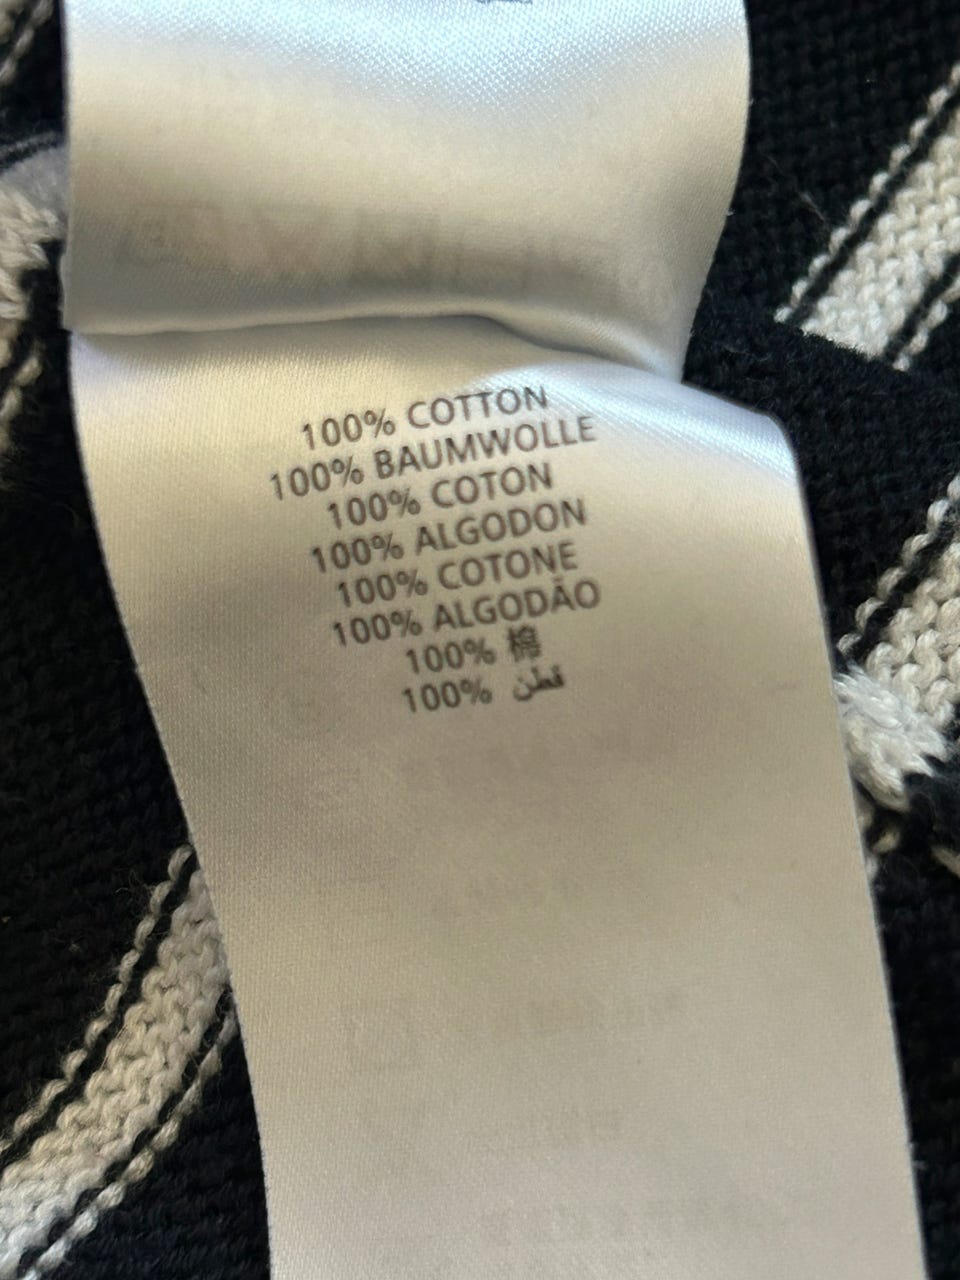 100% COTTON
100% BAUMWOLLE
100% COTON
100% ALGODON
100% COTONE
100% ALGODÃO
100% 棉
100% قطن